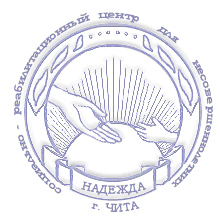 социально - реабилитационный центр для несовершеннолетних
НАДЕЖДА
г. ЧИТА